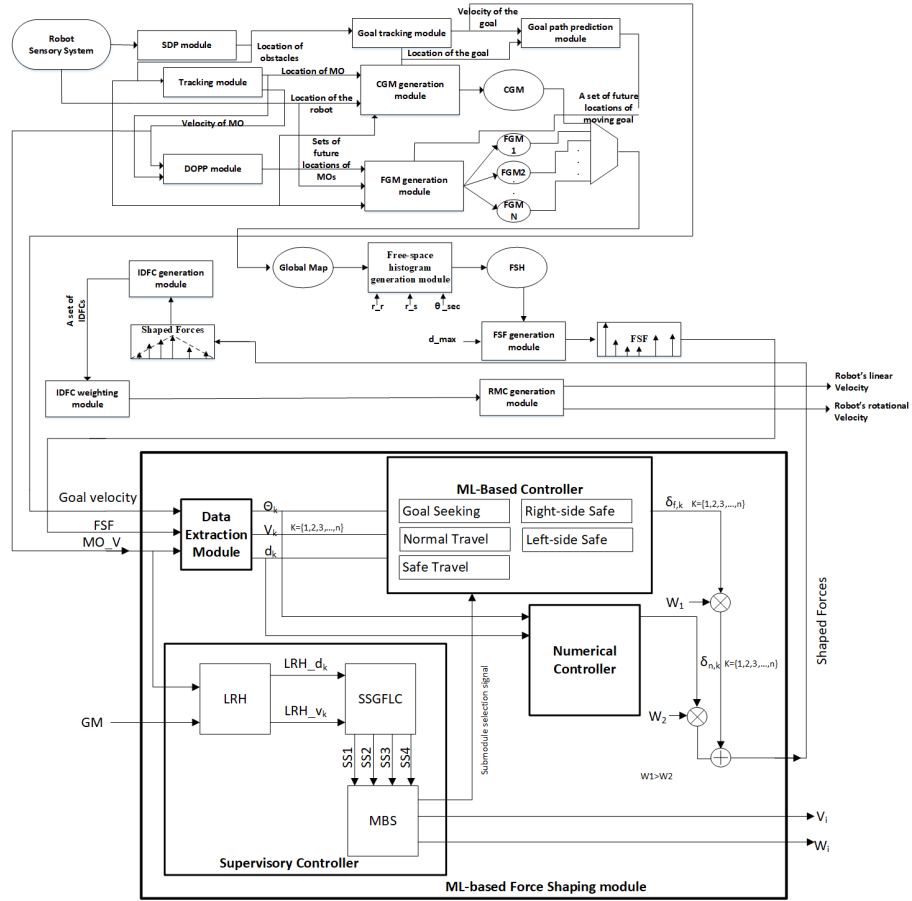 Velocity of the
goal
Robot
Sensory System
SDP module
Goal tracking module
Goal path prediction
module
Location of
obstacles
Location of the goal
Tracking module
Location of MO
CGM generation
module
CGM
A set of future
locations of
moving goal
Location of the
robot
Velocity of MO
Sets of
future
locations of
MOs
DOPP module
FGM generation
module
FGM
1
FGM2
FGM
N
IDFC generation
module
Global Map
Free-space
histogram
generation module
FSH
r_r
r_s
θ_sec
A set of
IDFCs
Shaped Forces
d_max
FSF generation
module
FSF
IDFC weighting
module
RMC generation
module
Robot's linear
Velocity
Robot's rotational
Velocity
Goal velocity
FSF
MO_V
Data
Extraction
Module
Θk
Vk
K={1,2,3,...,n}
dk
ML-Based Controller
Goal Seeking
Right-side Safe
Normal Travel
Left-side Safe
Safe Travel
δf,k K={1,2,3,...,n}
W1
Numerical
Controller
δn,k K={1,2,3,...,n}
W2
W1>W2
Shaped Forces
Submodule selection signal
GM
LRH
LRH_dk
LRH_vk
SSGFLC
SS1
SS2
SS3
SS4
MBS
Vi
Wi
Supervisory Controller
ML-based Force Shaping module